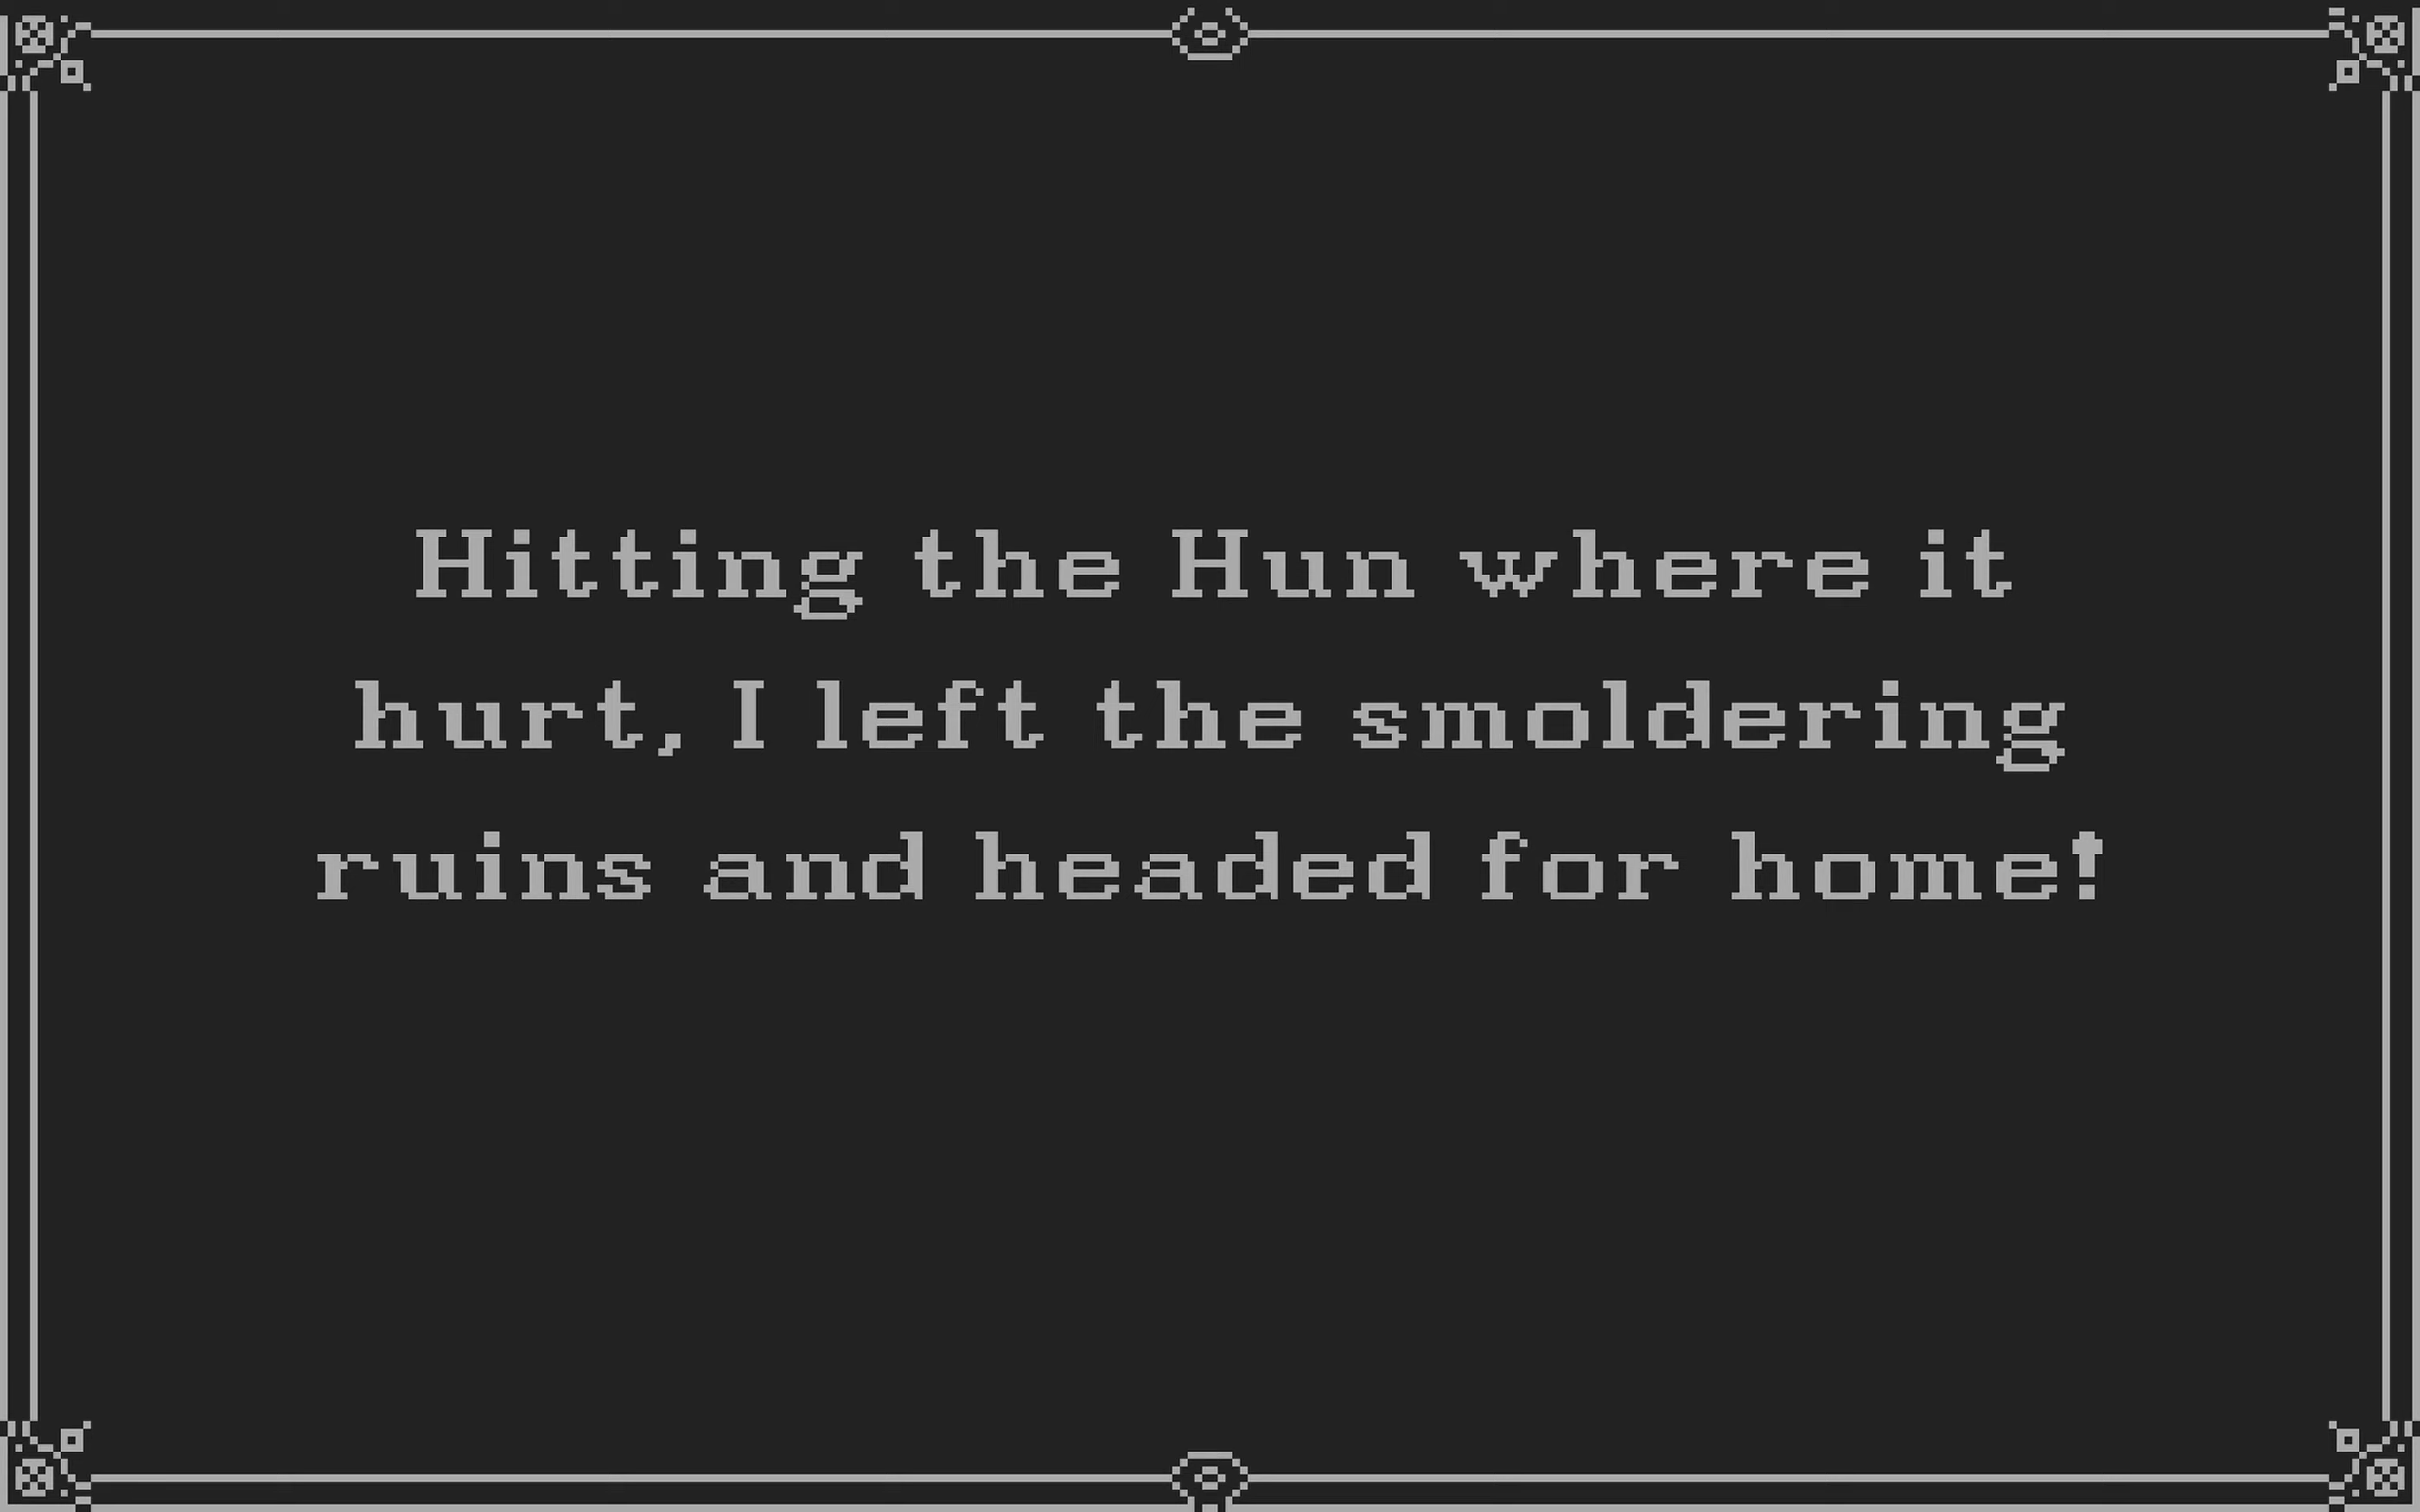 Hitting the Hun where it
hurt, I left the smoldering
ruins and headed for home!